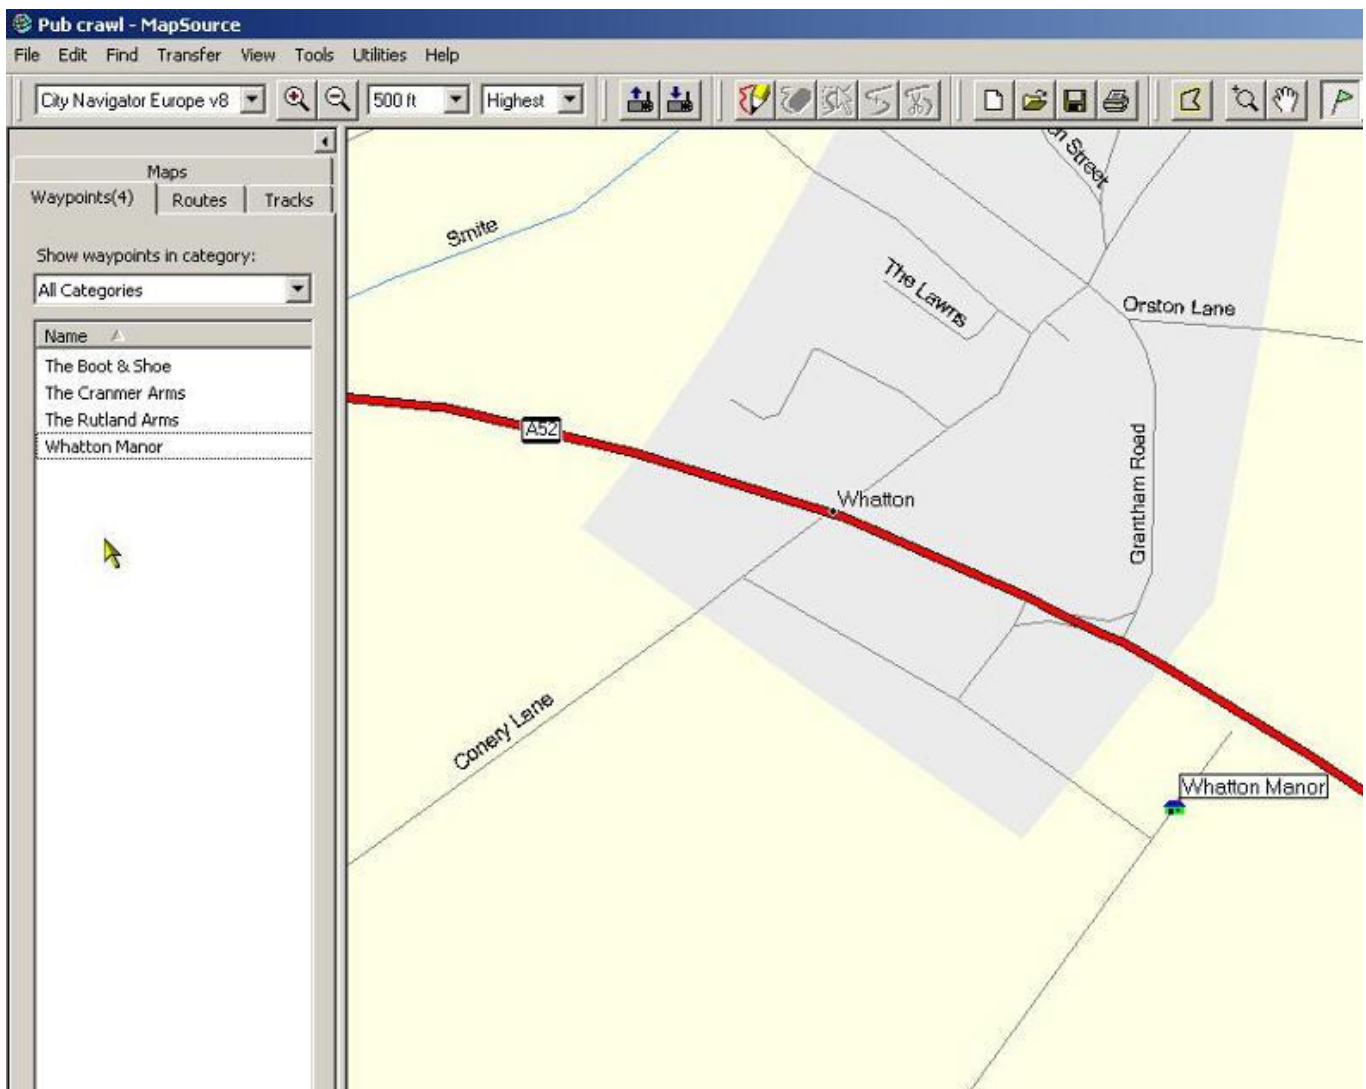 Pub crawl - MapSource
File Edit Find Transfer View Tools Utilities Help
City Navigator Europe v8 500 ft Highest
Maps
Waypoints(4) Routes Tracks
Show waypoints in category:
All Categories
Name
The Boot & Shoe
The Cranmer Arms
The Rutland Arms
Whatton Manor
Street
Smite
The Lawns
Orston Lane
A52
Grantham Road
Whatton
Conery Lane
Whatton Manor